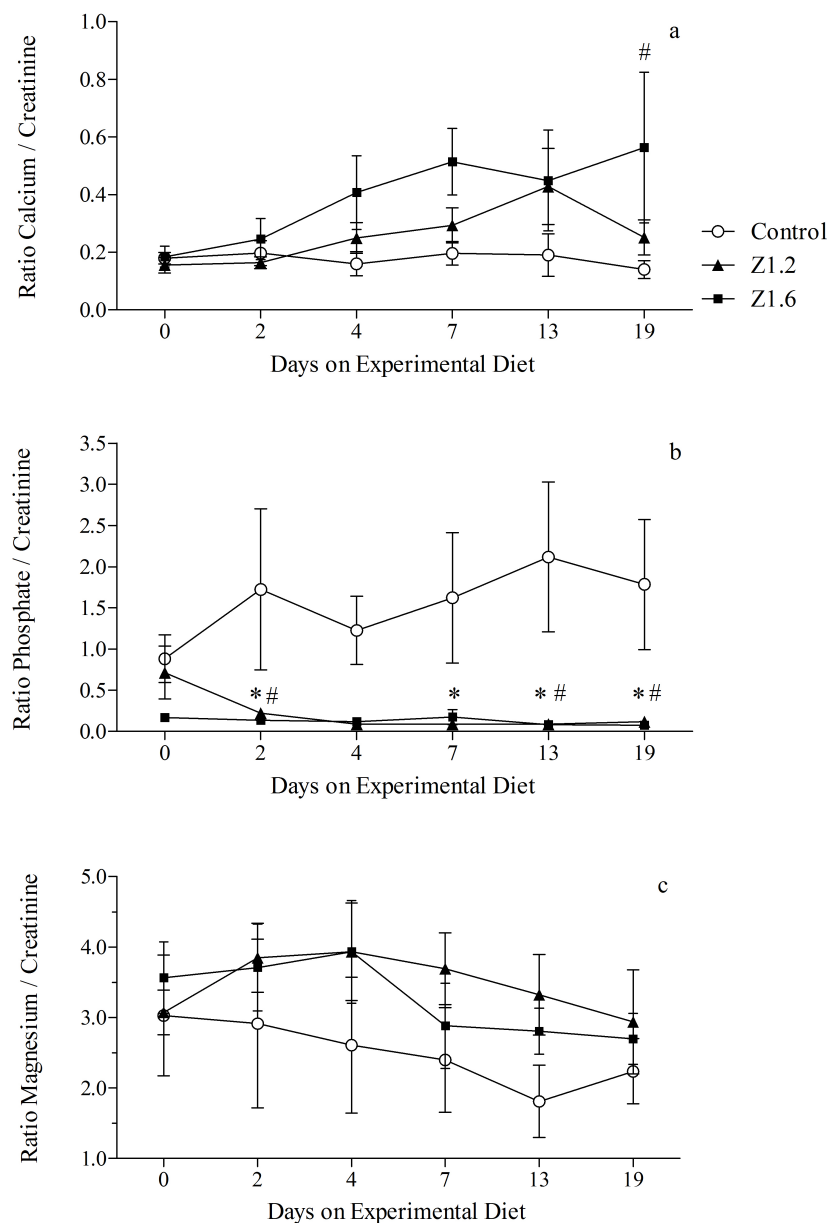 a
Ratio Calcium / Creatinine
1.0
0.8
0.6
0.4
0.2
0.0
#
0 2 4 7 13 19
Days on Experimental Diet
Control
Z1.2
Z1.6
b
Ratio Phosphate / Creatinine
3.5
3.0
2.5
2.0
1.5
1.0
0.5
0.0
* # * * # * #
0 2 4 7 13 19
Days on Experimental Diet
c
Ratio Magnesium / Creatinine
5.0
4.0
3.0
2.0
1.0
0 2 4 7 13 19
Days on Experimental Diet